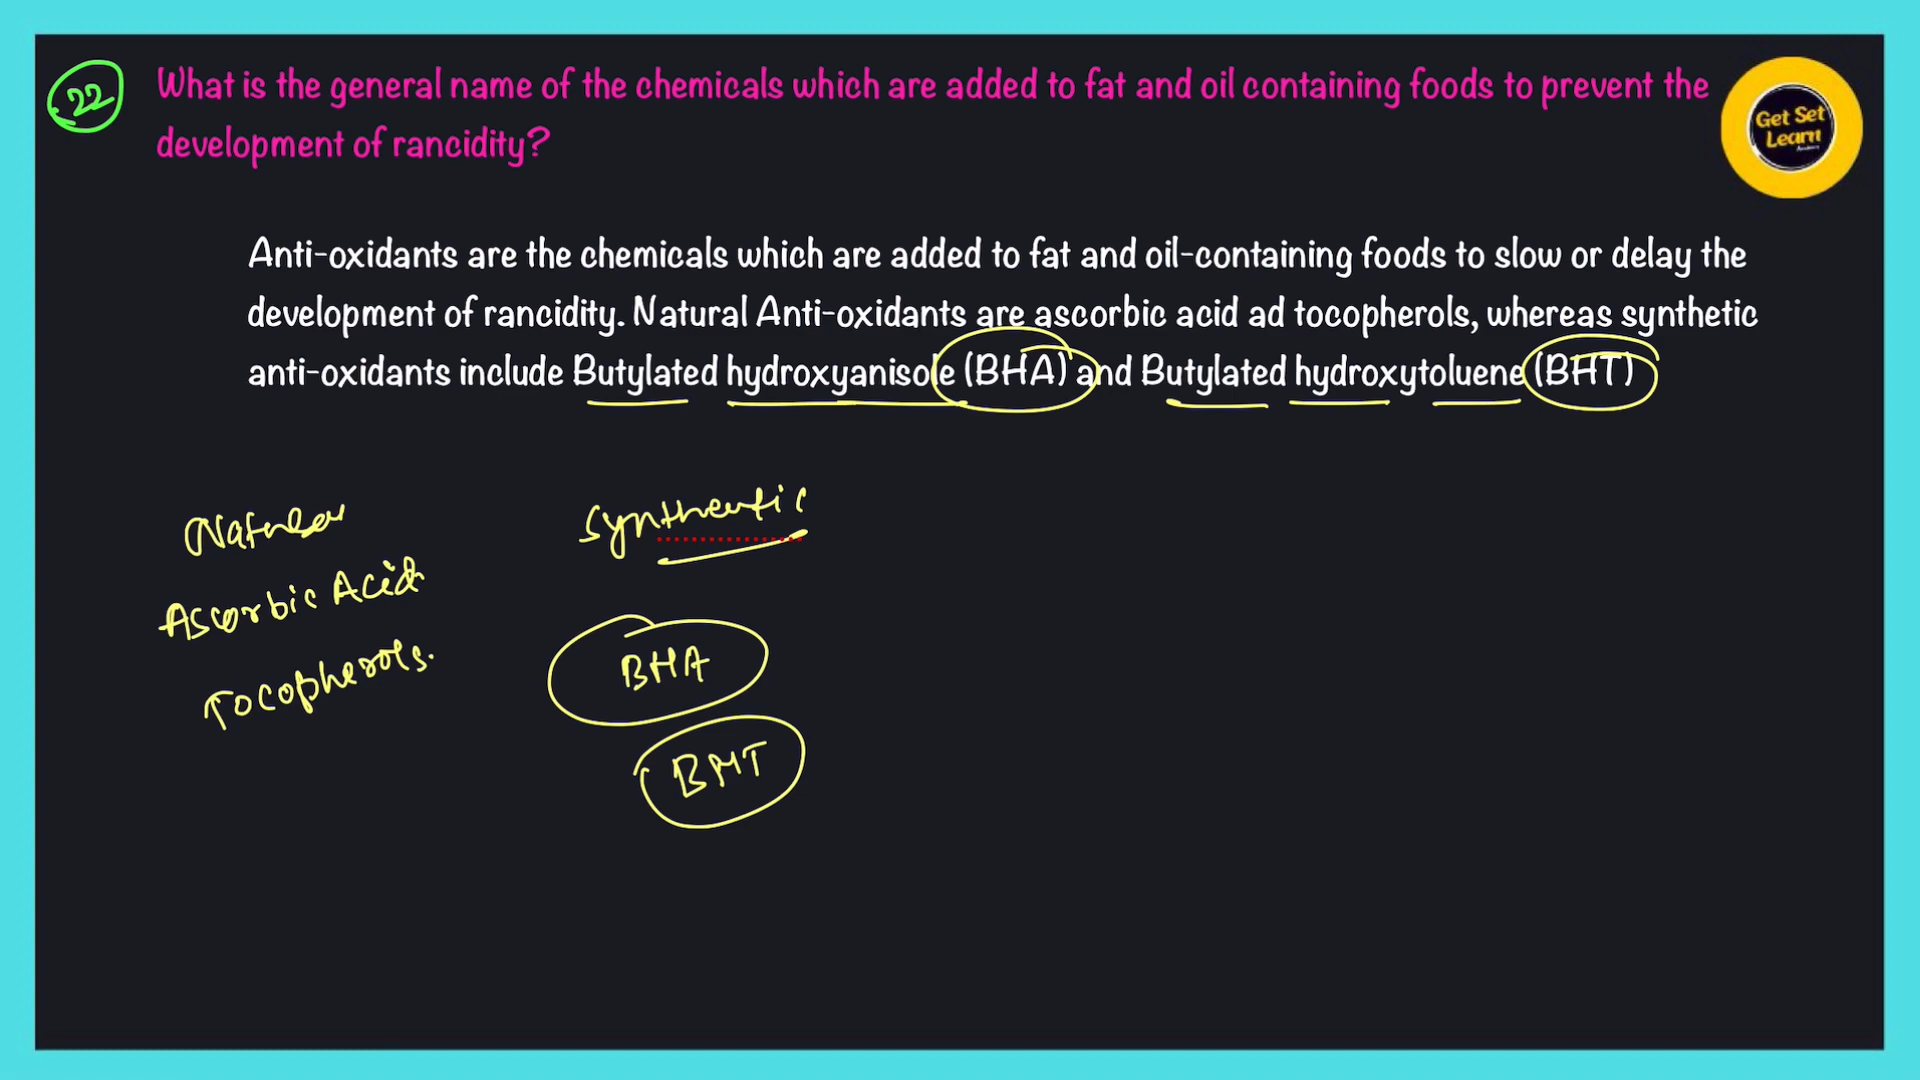 22
What is the general name of the chemicals which are added to fat and oil containing foods to prevent the
development of rancidity?
Get Set
Learn
Anti-oxidants are the chemicals which are added to fat and oil-containing foods to slow or delay the
development of rancidity. Natural Anti-oxidants are ascorbic acid ad tocopherols, whereas synthetic
anti-oxidants include Butylated hydroxyanisole (BHA) and Butylated hydroxytoluene (BHT)
Synthentic
Ascorbic Acid
Tocopherols.
BHA
BHT